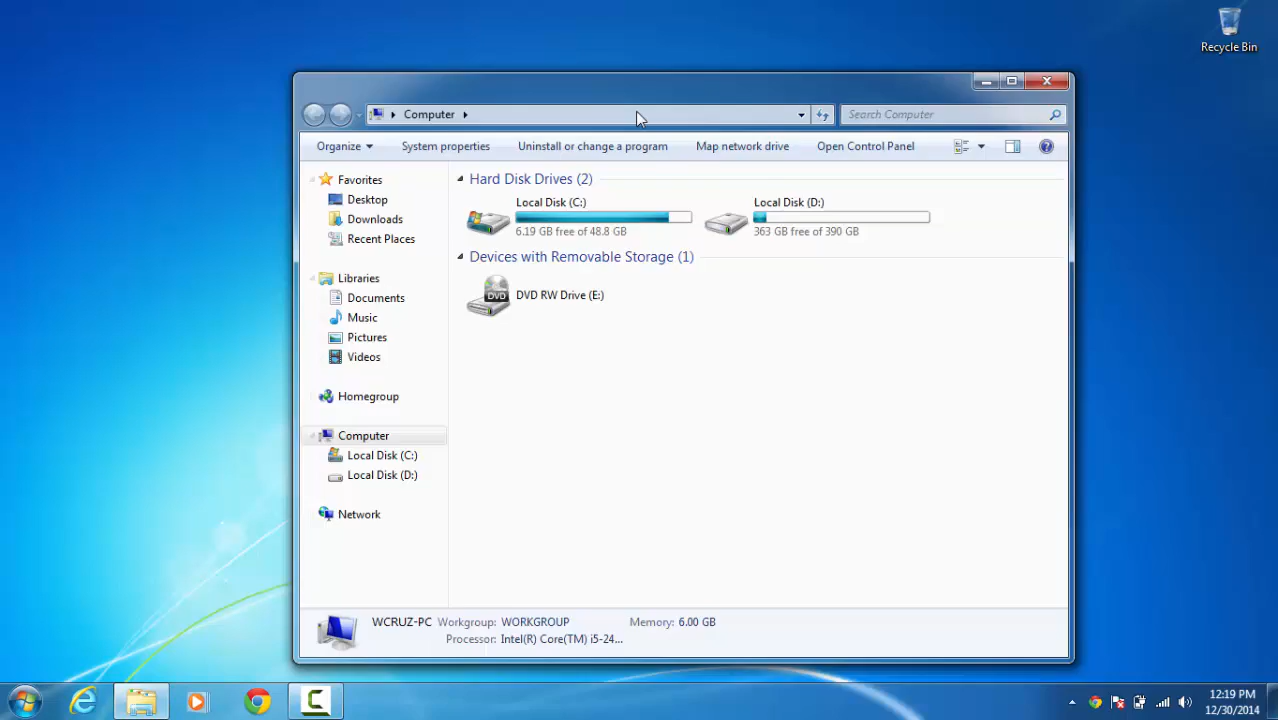 Recycle Bin
Computer
Search Computer
Organize System properties Uninstall or change a program Map network drive Open Control Panel
Favorites
Desktop
Downloads
Recent Places
Libraries
Documents
Music
Pictures
Videos
Homegroup
Computer
Local Disk (C:)
Local Disk (D:)
Network
Hard Disk Drives (2)
Local Disk (C:)
6.19 GB free of 48.8 GB
Local Disk (D:)
363 GB free of 390 GB
Devices with Removable Storage (1)
DVD
DVD RW Drive (E:)
WCRUZ-PC Workgroup: WORKGROUP Memory: 6.00 GB
Processor: Intel(R) Core(TM) i5-24...
12:19 PM
12/30/2014